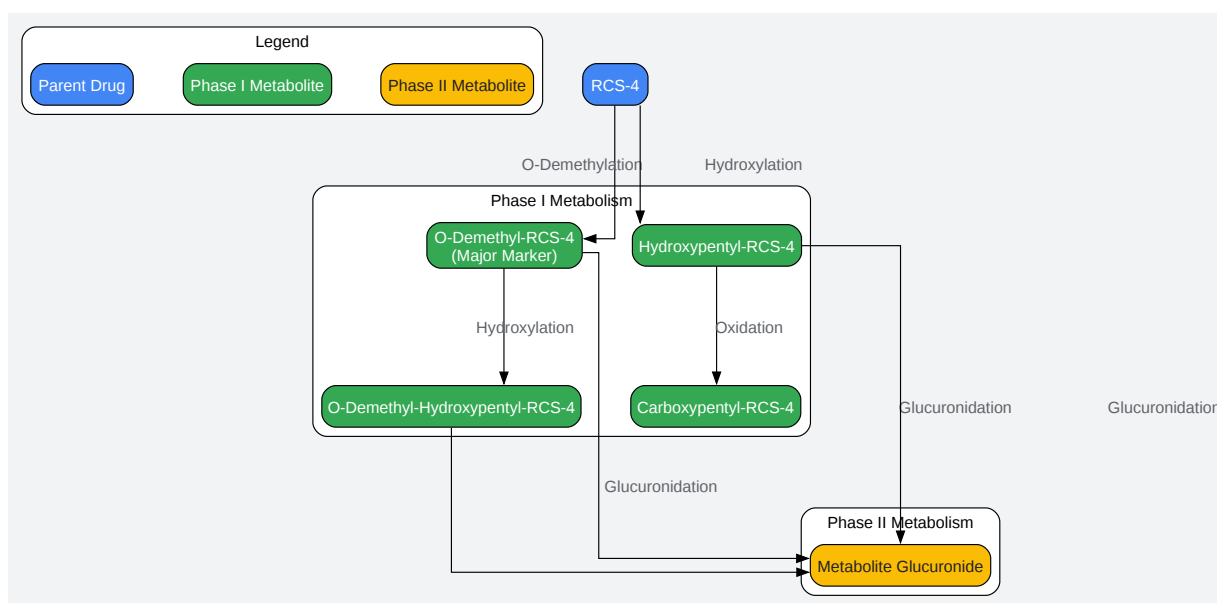 Legend
Parent Drug
Phase I Metabolite
Phase II Metabolite
RCS-4
O-Demethylation
Hydroxylation
Phase I Metabolism
O-Demethyl-RCS-4
(Major Marker)
Hydroxypentyl-RCS-4
Hydroxylation
Oxidation
O-Demethyl-Hydroxypentyl-RCS-4
Carboxypentyl-RCS-4
Glucuronidation
Glucuronidation
Glucuronidation
Phase II Metabolism
Metabolite Glucuronide